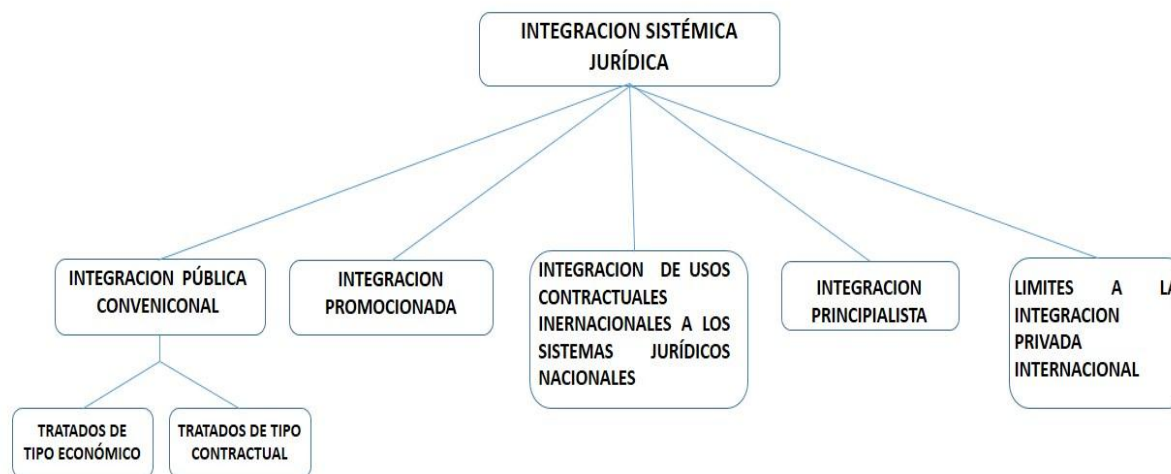 INTEGRACION SISTÉMICA
JURÍDICA
INTEGRACION PÚBLICA
CONVENICONAL
INTEGRACION
PROMOCIONADA
INTEGRACION DE USOS
CONTRACTUALES
INERNACIONALES A LOS
SISTEMAS JURÍDICOS
NACIONALES
INTEGRACION
PRINCIPIALISTA
LIMITES A LA
INTEGRACION
PRIVADA
INTERNACIONAL
TRATADOS DE
TIPO ECONÓMICO
TRATADOS DE TIPO
CONTRACTUAL